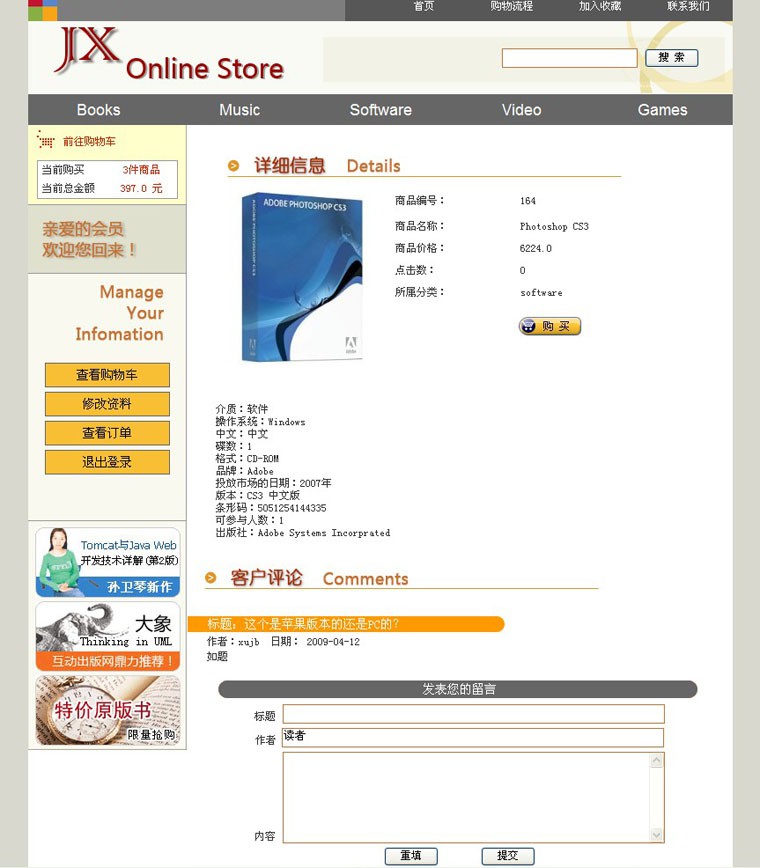 首页 购物流程 加入收藏 联系我们
JX Online Store
搜 索
Books Music Software Video Games
前往购物车
当前购买 3件商品
当前总金额 397.0 元
亲爱的会员
欢迎您回来！
Manage
Your
Infomation
查看购物车
修改资料
查看订单
退出登录
Tomcat与Java Web
开发技术详解(第2版)
孙卫琴新作
大象
Thinking in UML
互动出版网鼎力推荐！
特价原版书
限量抢购
详细信息 Details
ADOBE PHOTOSHOP CS3
ADOBE PHOTOSHOP CS3
Adobe
商品编号： 164
商品名称： Photoshop CS3
商品价格： 6224.0
点击数： 0
所属分类： software
购 买
介质：软件
操作系统：Windows
中文：中文
碟数：1
格式：CD-ROM
品牌：Adobe
投放市场的日期：2007年
版本：CS3 中文版
条形码：5051254144335
可参与人数：1
出版社：Adobe Systems Incorprated
客户评论 Comments
标题：这个是苹果版本的还是PC的？
作者：xujb 日期： 2009-04-12
如题
发表您的留言
标题
作者 读者
内容
重填 提交